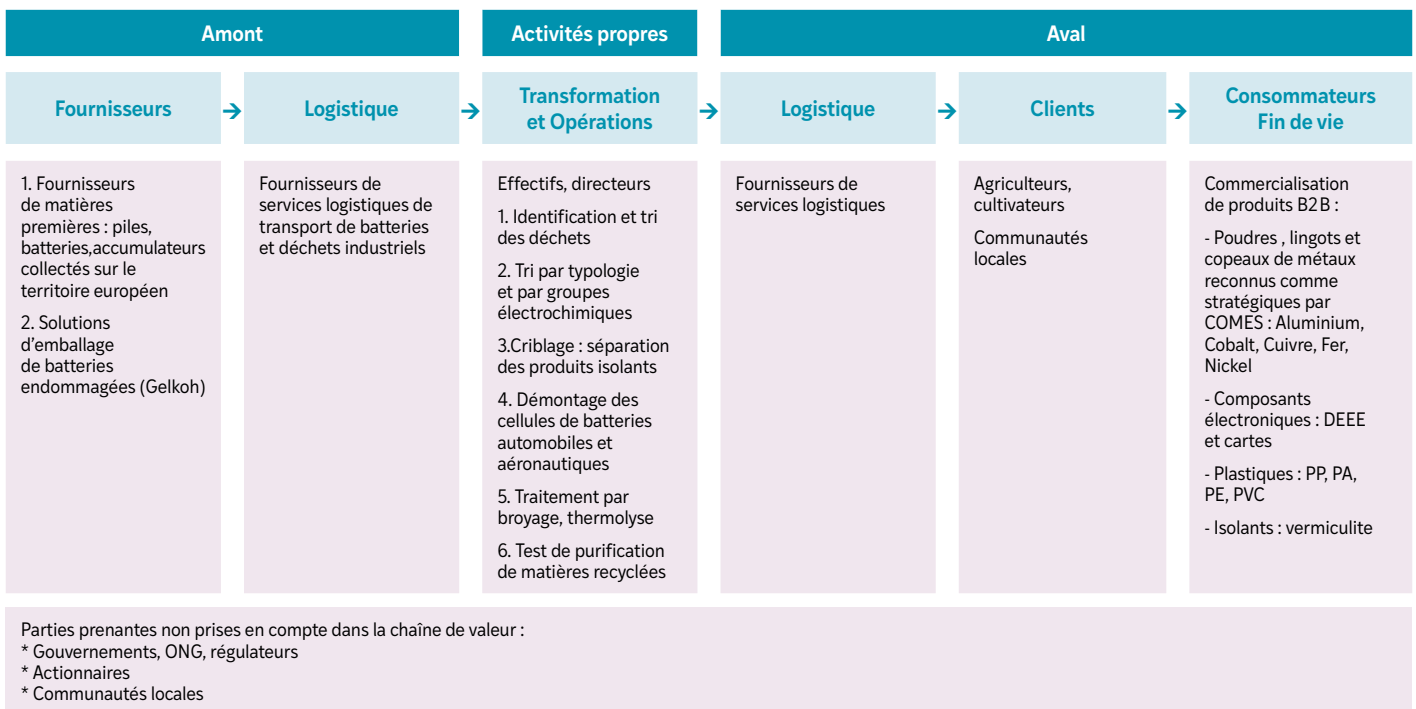 Amont
Activités propres
Aval
Fournisseurs
→
Logistique
→
Transformation
et Opérations
→
Logistique
→
Clients
→
Consommateurs
Fin de vie
1. Fournisseurs
de matières
premières : piles,
batteries,accumulateurs
collectés sur le
territoire européen
2. Solutions
d'emballage
de batteries
endommagées (Gelkoh)
Fournisseurs de
services logistiques de
transport de batteries
et déchets industriels
Effectifs, directeurs
1. Identification et tri
des déchets
2. Tri par typologie
et par groupes
électrochimiques
3.Criblage : séparation
des produits isolants
4. Démontage des
cellules de batteries
automobiles et
aéronautiques
5. Traitement par
broyage, thermolyse
6. Test de purification
de matières recyclées
Fournisseurs de
services logistiques
Agriculteurs,
cultivateurs
Communautés
locales
Commercialisation
de produits B2B :
- Poudres , lingots et
copeaux de métaux
reconnus comme
stratégiques par
COMES : Aluminium,
Cobalt, Cuivre, Fer,
Nickel
- Composants
électroniques : DEEE
et cartes
- Plastiques : PP, PA,
PE, PVC
- Isolants : vermiculite
Parties prenantes non prises en compte dans la chaîne de valeur :
* Gouvernements, ONG, régulateurs
* Actionnaires
* Communautés locales